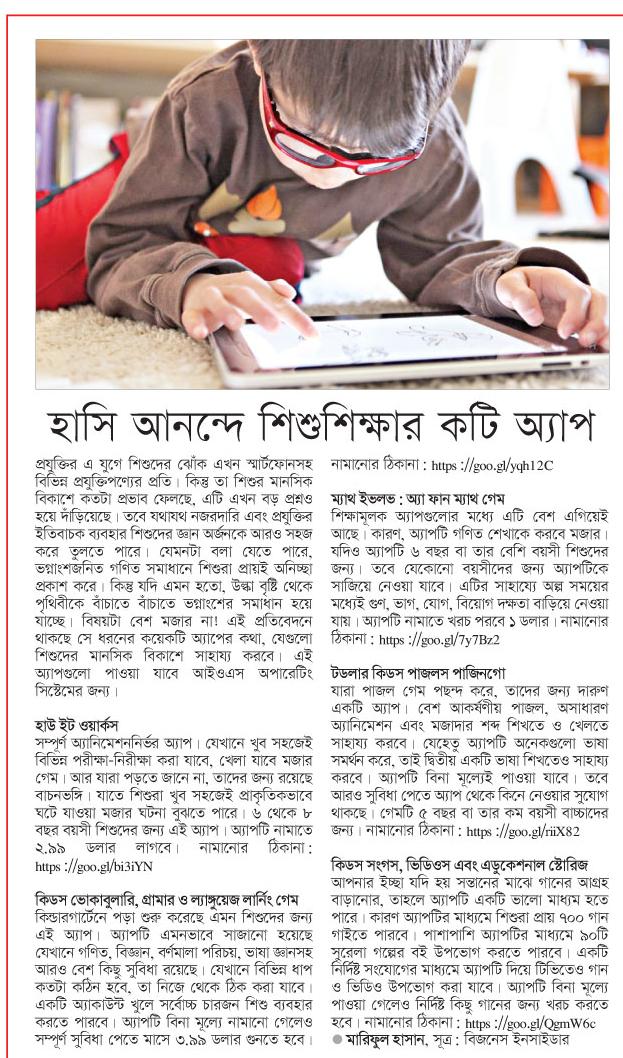 হাসি আনন্দে শিশুশিক্ষার কটি অ্যাপ
প্রযুক্তির এ যুগে শিশুদের ঝোঁক এখন স্মার্টফোনসহ
বিভিন্ন প্রযুক্তিপণ্যের প্রতি। কিন্তু তা শিশুর মানসিক
বিকাশে কতটা প্রভাব ফেলছে, এটি এখন বড় প্রশ্নও
হয়ে দাঁড়িয়েছে। তবে যথাযথ নজরদারি এবং প্রযুক্তির
ইতিবাচক ব্যবহার শিশুদের জ্ঞান অর্জনকে আরও সহজ
করে তুলতে পারে। যেমনটা বলা যেতে পারে,
ভগ্নাংশজনিত গণিত সমাধানে শিশুরা প্রায়ই অনিচ্ছা
প্রকাশ করে। কিন্তু যদি এমন হতো, উল্কা বৃষ্টি থেকে
পৃথিবীকে বাঁচাতে বাঁচাতে ভগ্নাংশের সমাধান হয়ে
যাচ্ছে। বিষয়টা বেশ মজার না! এই প্রতিবেদনে
থাকছে সে ধরনের কয়েকটি অ্যাপের কথা, যেগুলো
শিশুদের মানসিক বিকাশে সাহায্য করবে। এই
অ্যাপগুলো পাওয়া যাবে আইওএস অপারেটিং
সিস্টেমের জন্য।
হাউ ইট ওয়ার্কস
সম্পূর্ণ অ্যানিমেশননির্ভর অ্যাপ। যেখানে খুব সহজেই
বিভিন্ন পরীক্ষা-নিরীক্ষা করা যাবে, খেলা যাবে মজার
গেম। আর যারা পড়তে জানে না, তাদের জন্য রয়েছে
বাচনভঙ্গি। যাতে শিশুরা খুব সহজেই প্রাকৃতিকভাবে
ঘটে যাওয়া মজার ঘটনা বুঝতে পারে। ৬ থেকে ৮
বছর বয়সী শিশুদের জন্য এই অ্যাপ। অ্যাপটি নামাতে
২.৯৯ ডলার লাগবে। নামানোর ঠিকানা :
https ://goo.gl/bi3iYN
কিডস ভোকাবুলারি, গ্রামার ও ল্যাঙ্গুয়েজ লার্নিং গেম
কিন্ডারগার্টেনে পড়া শুরু করেছে এমন শিশুদের জন্য
এই অ্যাপ। অ্যাপটি এমনভাবে সাজানো হয়েছে
যেখানে গণিত, বিজ্ঞান, বর্ণমালা পরিচয়, ভাষা জ্ঞানসহ
আরও বেশ কিছু সুবিধা রয়েছে। যেখানে বিভিন্ন ধাপ
কতটা কঠিন হবে, তা নিজে থেকে ঠিক করা যাবে।
একটি অ্যাকাউন্ট খুলে সর্বোচ্চ চারজন শিশু ব্যবহার
করতে পারবে। অ্যাপটি বিনা মূল্যে নামানো গেলেও
সম্পূর্ণ সুবিধা পেতে মাসে ৩.৯৯ ডলার গুনতে হবে।
নামানোর ঠিকানা : https ://goo.gl/yqh12C
ম্যাথ ইভলভ : অ্যা ফান ম্যাথ গেম
শিক্ষামূলক অ্যাপগুলোর মধ্যে এটি বেশ এগিয়েই
আছে। কারণ, অ্যাপটি গণিত শেখাকে করবে মজার।
যদিও অ্যাপটি ৬ বছর বা তার বেশি বয়সী শিশুদের
জন্য। তবে যেকোনো বয়সীদের জন্য অ্যাপটিকে
সাজিয়ে নেওয়া যাবে। এটির সাহায্যে অল্প সময়ের
মধ্যেই গুণ, ভাগ, যোগ, বিয়োগ দক্ষতা বাড়িয়ে নেওয়া
যায়। অ্যাপটি নামাতে খরচ পরবে ১ ডলার। নামানোর
ঠিকানা : https ://goo.gl/7y7Bz2
টডলার কিডস পাজলস পাজিনগো
যারা পাজল গেম পছন্দ করে, তাদের জন্য দারুণ
একটি অ্যাপ। বেশ আকর্ষণীয় পাজল, অসাধারণ
অ্যানিমেশন এবং মজাদার শব্দ শিখতে ও খেলতে
সাহায্য করবে। যেহেতু অ্যাপটি অনেকগুলো ভাষা
সমর্থন করে, তাই দ্বিতীয় একটি ভাষা শিখতেও সাহায্য
করবে। অ্যাপটি বিনা মূল্যেই পাওয়া যাবে। তবে
আরও সুবিধা পেতে অ্যাপ থেকে কিনে নেওয়ার সুযোগ
থাকছে। গেমটি ৫ বছর বা তার কম বয়সী বাচ্চাদের
জন্য। নামানোর ঠিকানা : https ://goo.gl/riiX82
কিডস সংগস, ভিডিওস এবং এডুকেশনাল স্টোরিজ
আপনার ইচ্ছা যদি হয় সন্তানের মাঝে গানের আগ্রহ
বাড়ানোর, তাহলে অ্যাপটি একটি ভালো মাধ্যম হতে
পারে। কারণ অ্যাপটির মাধ্যমে শিশুরা প্রায় ৭০০ গান
গাইতে পারবে। পাশাপাশি অ্যাপটির মাধ্যমে ৯০টি
সুরেলা গল্পের বই উপভোগ করতে পারবে। একটি
নির্দিষ্ট সংযোগের মাধ্যমে অ্যাপটি দিয়ে টিভিতেও গান
ও ভিডিও উপভোগ করা যাবে। অ্যাপটি বিনা মূল্যে
পাওয়া গেলেও নির্দিষ্ট কিছু গানের জন্য খরচ করতে
হবে। নামানোর ঠিকানা : https ://goo.gl/QgmW6c
● মারিফুল হাসান, সূত্র : বিজনেস ইনসাইডার